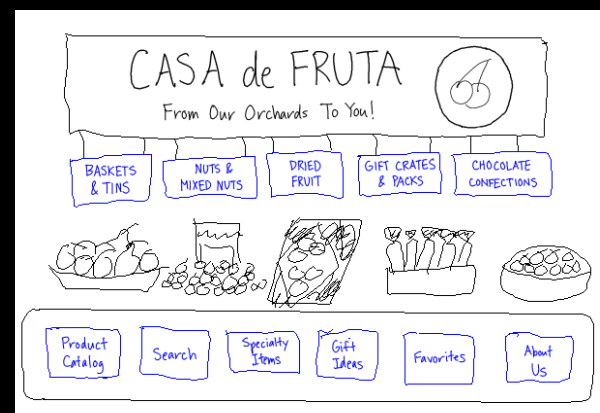 CASA de FRUTA
From Our Orchards To You!
BASKETS
& TINS
NUTS &
MIXED NUTS
DRIED
FRUIT
GIFT CRATES
& PACKS
CHOCOLATE
CONFECTIONS
Product
Catalog
Search
Specialty
Items
Gift
Ideas
Favorites
About
Us